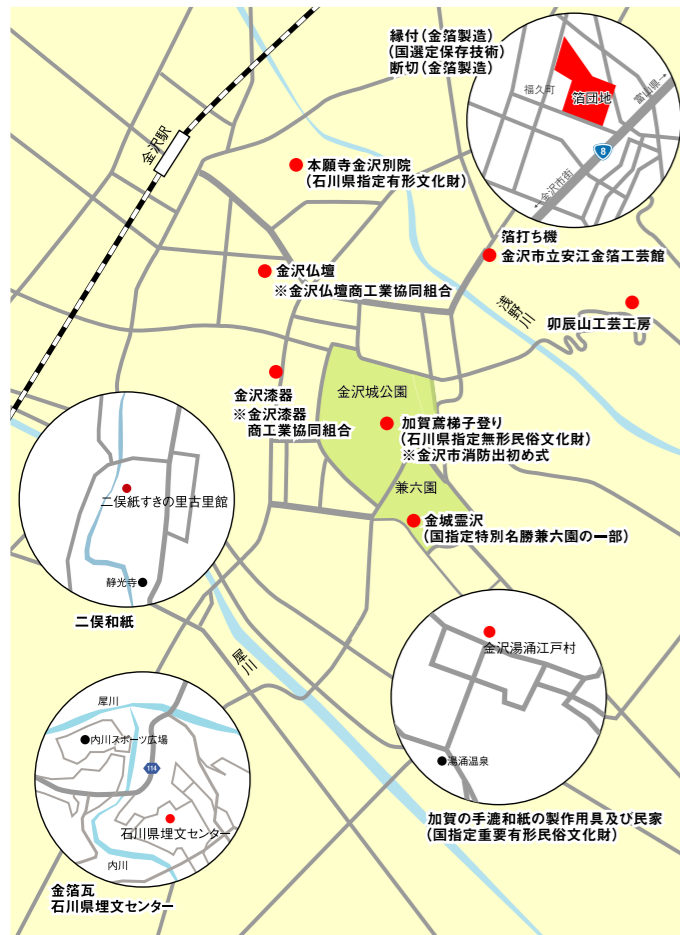 縁付(金箔製造)
(国選定保存技術)
断切(金箔製造)
福久町
箔団地
富山県→
8
←金沢市街
金沢駅
本願寺金沢別院
(石川県指定有形文化財)
箔打ち機
金沢市立安江金箔工芸館
金沢仏壇
※金沢仏壇商工業協同組合
浅野川
卯辰山工芸工房
金沢漆器
※金沢漆器
商工業協同組合
金沢城公園
加賀鳶梯子登り
(石川県指定無形民俗文化財)
※金沢市消防出初め式
兼六園
金城霊沢
(国指定特別名勝兼六園の一部)
二俣紙すきの里古里館
静光寺
二俣和紙
犀川
金沢湯涌江戸村
湯涌温泉
加賀の手漉和紙の製作用具及び民家
(国指定重要有形民俗文化財)
犀川
内川スポーツ広場
114
石川県埋文センター
内川
金箔瓦
石川県埋文センター